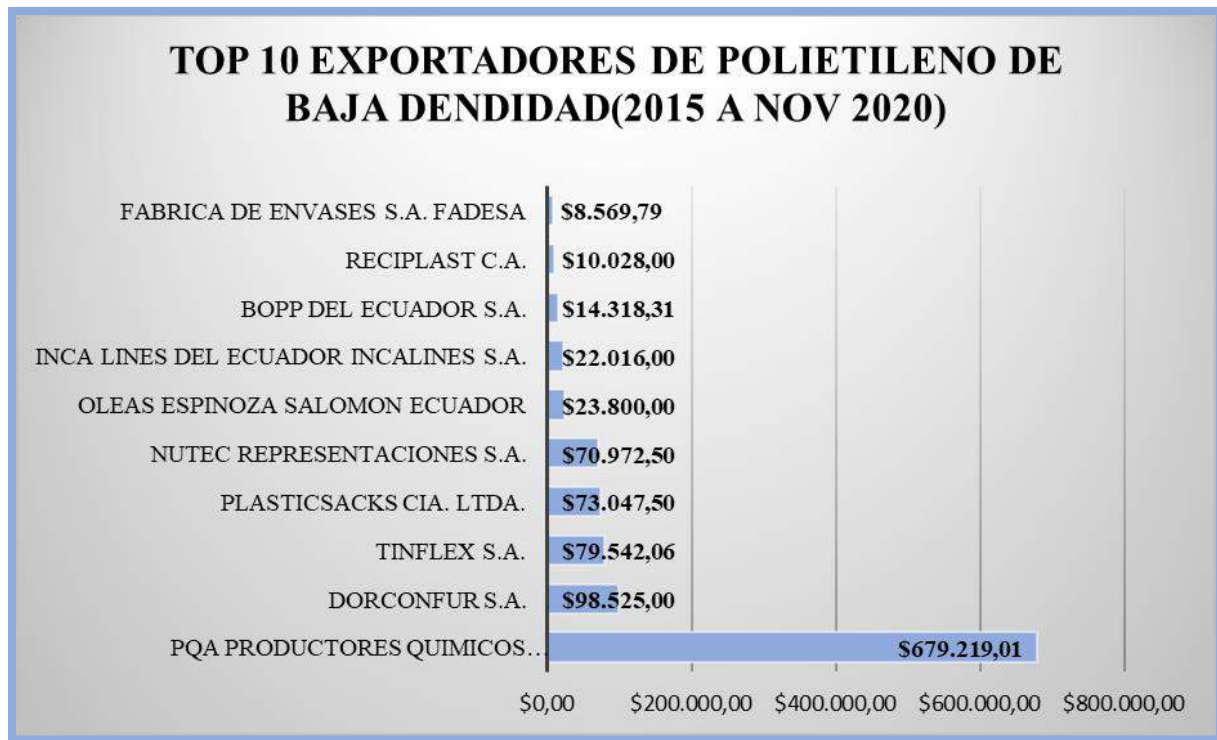 TOP 10 EXPORTADORES DE POLIETILENO DE
BAJA DENDIDAD(2015 A NOV 2020)
FABRICA DE ENVASES S.A. FADESA $8.569,79
RECIPLAST C.A. $10.028,00
BOPP DEL ECUADOR S.A. $14.318,31
INCA LINES DEL ECUADOR INCALINES S.A. $22.016,00
OLEAS ESPINOZA SALOMON ECUADOR $23.800,00
NUTEC REPRESENTACIONES S.A. $70.972,50
PLASTICSACKS CIA. LTDA. $73.047,50
TINFLEX S.A. $79.542,06
DORCONFUR S.A. $98.525,00
PQA PRODUCTORES QUIMICOS… $679.219,01
$0,00 $200.000,00 $400.000,00 $600.000,00 $800.000,00